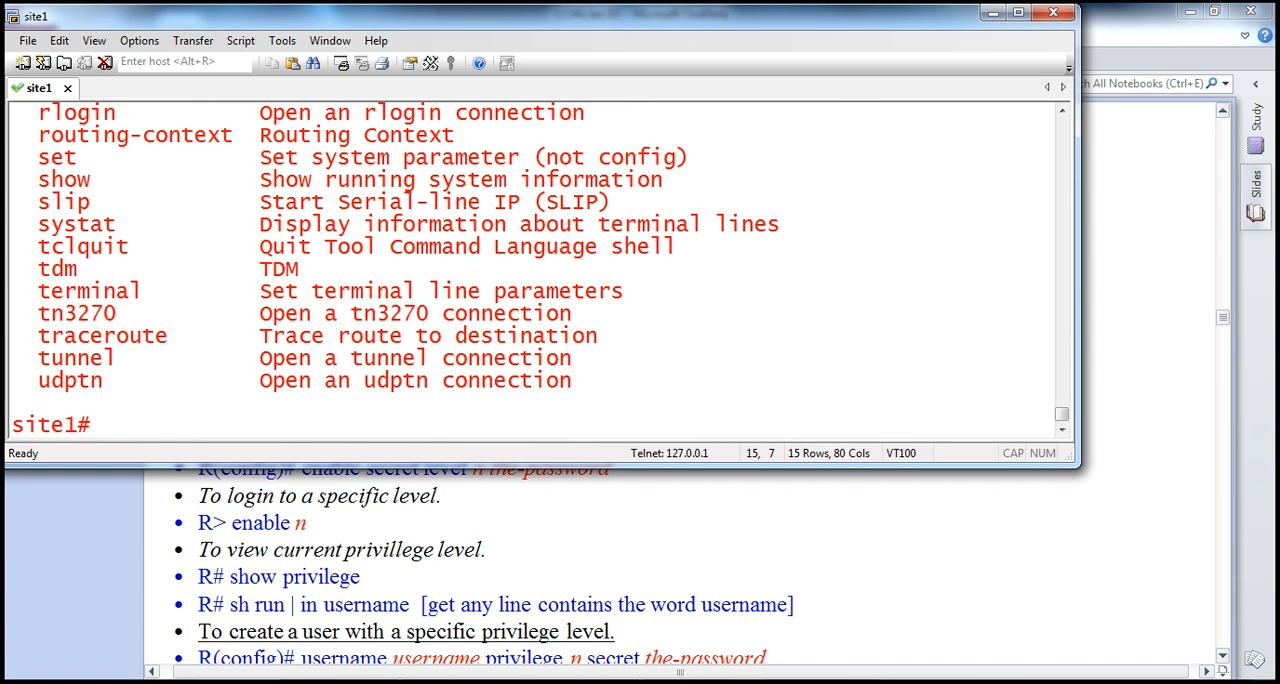 site1
File Edit View Options Transfer Script Tools Window Help
Enter host <Alt+R>
site1
ch All Notebooks (Ctrl+E)
rlogin Open an rlogin connection
routing-context Routing Context
set Set system parameter (not config)
show Show running system information
slip Start Serial-line IP (SLIP)
systat Display information about terminal lines
tclquit Quit Tool Command Language shell
tdm TDM
terminal Set terminal line parameters
tn3270 Open a tn3270 connection
traceroute Trace route to destination
tunnel Open a tunnel connection
udptn Open an udptn connection
site1#
Ready Telnet: 127.0.0.1 15, 7 15 Rows, 80 Cols VT100 CAP NUM
Study
Slides
R(config)# enable secret level n the-password
• To login to a specific level.
• R> enable n
• To view current privillege level.
• R# show privilege
• R# sh run | in username [get any line contains the word username]
• To create a user with a specific privilege level.
• R(config)# username username privilege n secret the-password